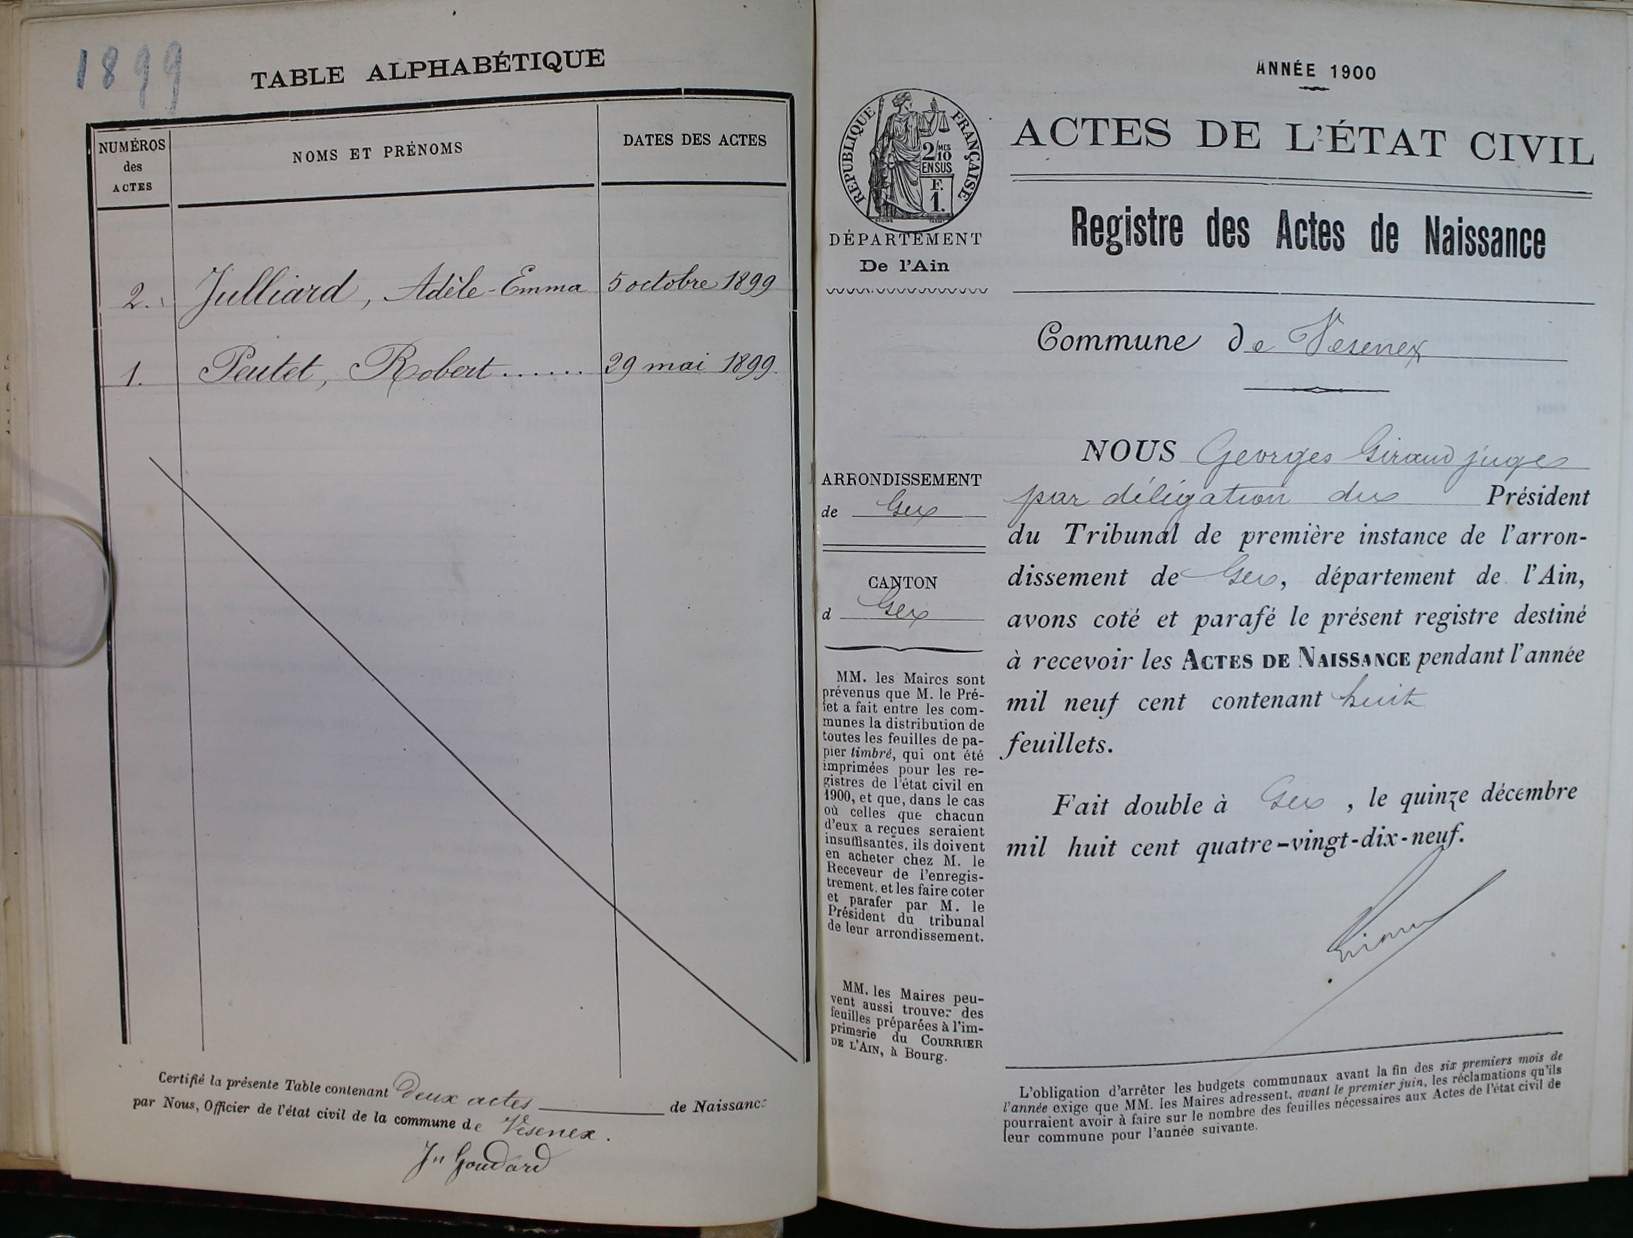 1899
TABLE ALPHABÉTIQUE
NUMÉROS
des
ACTES
NOMS ET PRÉNOMS
DATES DES ACTES
2. Julliard, Adèle-Emma 5 octobre 1899
1. Peutet, Robert ...... 29 mai 1899.
Certifié la présente Table contenant deux actes de Naissance
par Nous, Officier de l'état civil de la commune de Vesenex.
Jn Goudard
ANNÉE 1900
RÉPUBLIQUE FRANÇAISE
2/10 MES
EN SUS
F.
1.
DÉPARTEMENT
De l'Ain
ARRONDISSEMENT
de Gex
CANTON
d Gex
MM. les Maires sont
prévenus que M. le Pré-
fet a fait entre les com-
munes la distribution de
toutes les feuilles de pa-
pier timbré, qui ont été
imprimées pour les re-
gistres de l'état civil en
1900, et que, dans le cas
où celles que chacun
d'eux a reçues seraient
insuffisantes, ils doivent
en acheter chez M. le
Receveur de l'enregis-
trement, et les faire coter
et parafer par M. le
Président du tribunal
de leur arrondissement.
MM. les Maires peu-
vent aussi trouver des
feuilles préparées à l'im-
primerie du COURRIER
DE L'AIN, à Bourg.
ACTES DE L'ÉTAT CIVIL
Registre des Actes de Naissance
Commune de Vesenex
NOUS Georges Giraud juge
par délégation du Président
du Tribunal de première instance de l'arron-
dissement de Gex, département de l'Ain,
avons coté et parafé le présent registre destiné
à recevoir les ACTES DE NAISSANCE pendant l'année
mil neuf cent contenant huit
feuillets.
Fait double à Gex, le quinze décembre
mil huit cent quatre-vingt-dix-neuf.
Giraud
L'obligation d'arrêter les budgets communaux avant la fin des six premiers mois de
l'année exige que MM. les Maires adressent, avant le premier juin, les réclamations qu'ils
pourraient avoir à faire sur le nombre des feuilles nécessaires aux Actes de l'état civil de
leur commune pour l'année suivante.